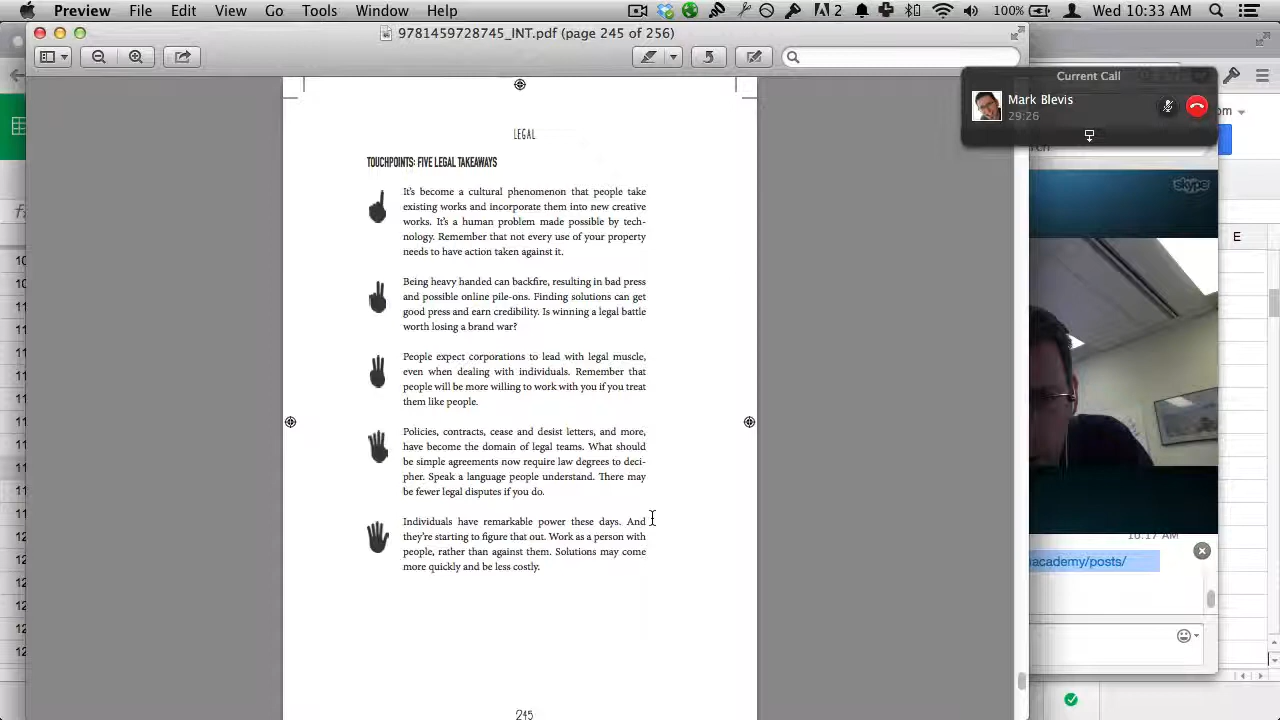 Preview File Edit View Go Tools Window Help
2 100% Wed 10:33 AM
9781459728745_INT.pdf (page 245 of 256)
Current Call
Mark Blevis
29:26
LEGAL
TOUCHPOINTS: FIVE LEGAL TAKEAWAYS
It's become a cultural phenomenon that people take
existing works and incorporate them into new creative
works. It's a human problem made possible by tech-
nology. Remember that not every use of your property
needs to have action taken against it.
Being heavy handed can backfire, resulting in bad press
and possible online pile-ons. Finding solutions can get
good press and earn credibility. Is winning a legal battle
worth losing a brand war?
People expect corporations to lead with legal muscle,
even when dealing with individuals. Remember that
people will be more willing to work with you if you treat
them like people.
Policies, contracts, cease and desist letters, and more,
have become the domain of legal teams. What should
be simple agreements now require law degrees to deci-
pher. Speak a language people understand. There may
be fewer legal disputes if you do.
Individuals have remarkable power these days. And
they're starting to figure that out. Work as a person with
people, rather than against them. Solutions may come
more quickly and be less costly.
245
om
skype
E
10:17 AM
academy/posts/